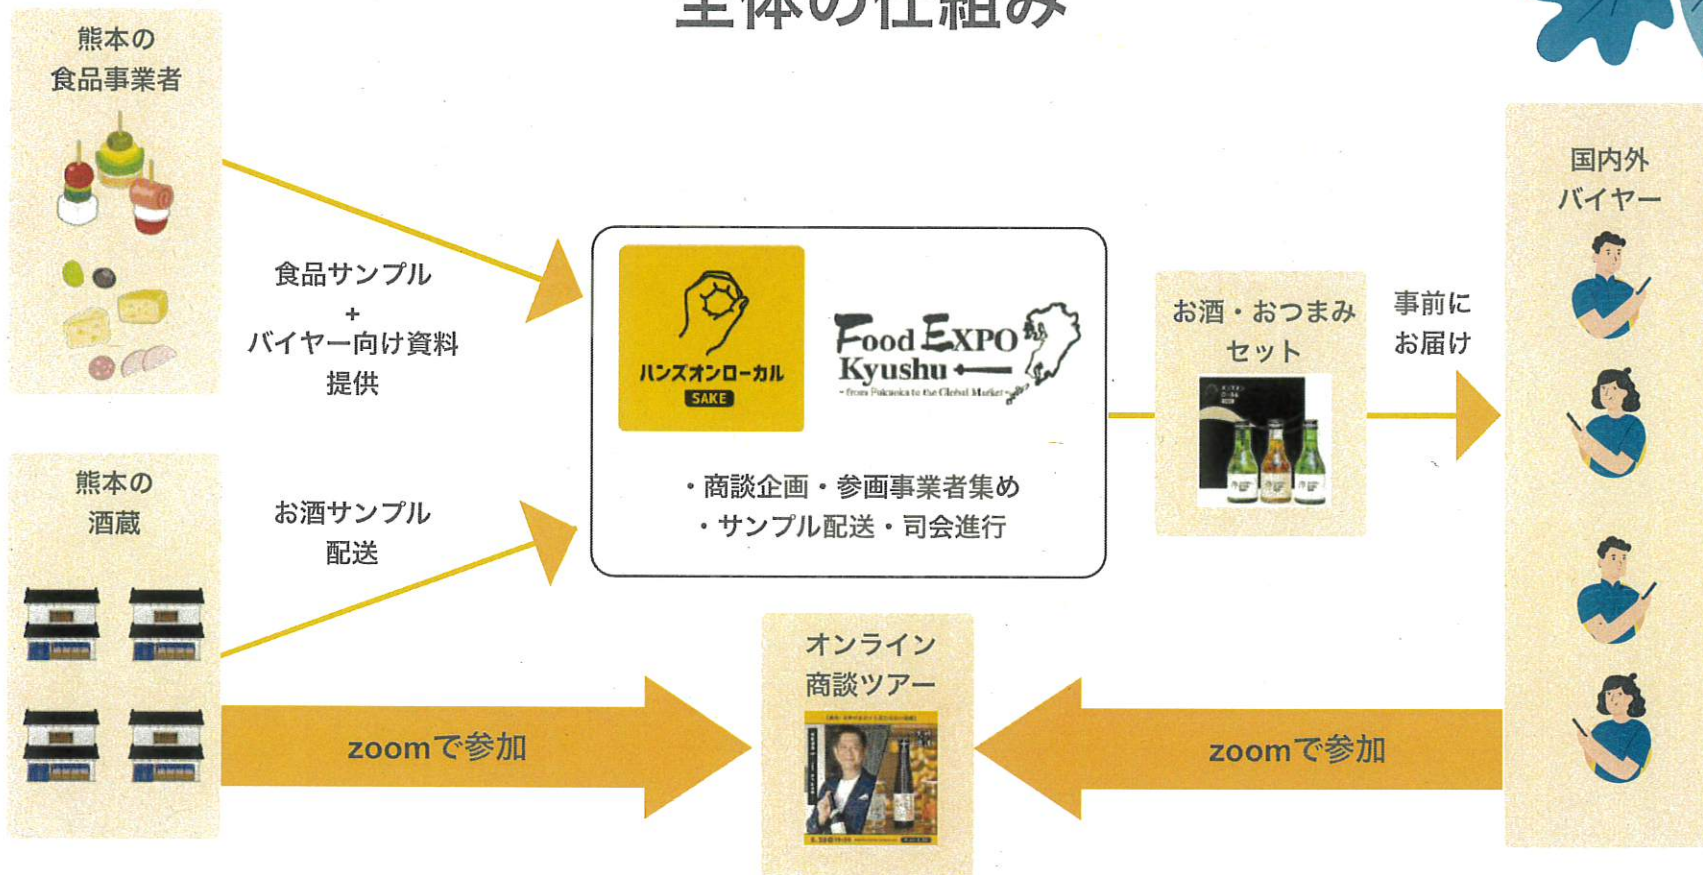 全体の仕組み
熊本の
食品事業者
食品サンプル
+
バイヤー向け資料
提供
熊本の
酒蔵
お酒サンプル
配送
ハンズオンローカル
SAKE
Food EXPO
Kyushu
~from Fukuoka to the Global Market~
・商談企画・参画事業者集め
・サンプル配送・司会進行
お酒・おつまみ
セット
事前に
お届け
国内外
バイヤー
オンライン
商談ツアー
zoomで参加
zoomで参加